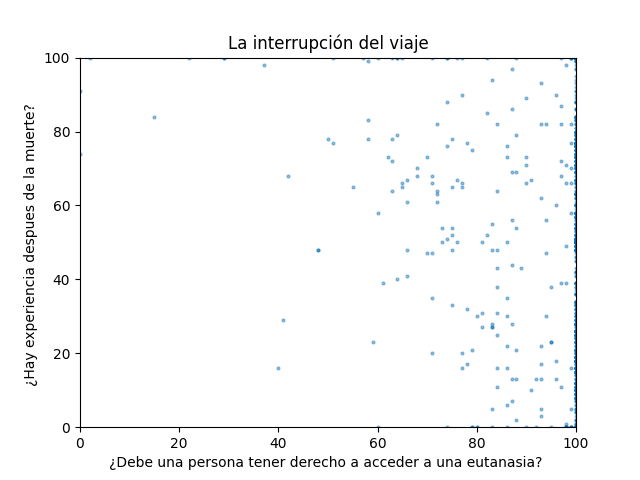 La interrupción del viaje
¿Hay experiencia despues de la muerte?
100
80
60
40
20
0
0 20 40 60 80 100
¿Debe una persona tener derecho a acceder a una eutanasia?